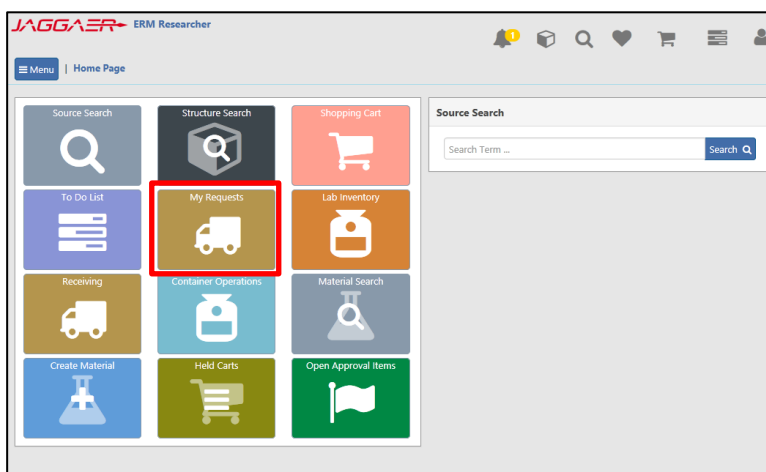 JAGGAER ERM Researcher
1
Menu | Home Page
Source Search
Structure Search
Shopping Cart
Source Search
Search Term ...
Search
To Do List
My Requests
Lab Inventory
Receiving
Container Operations
Material Search
Create Material
Held Carts
Open Approval Items